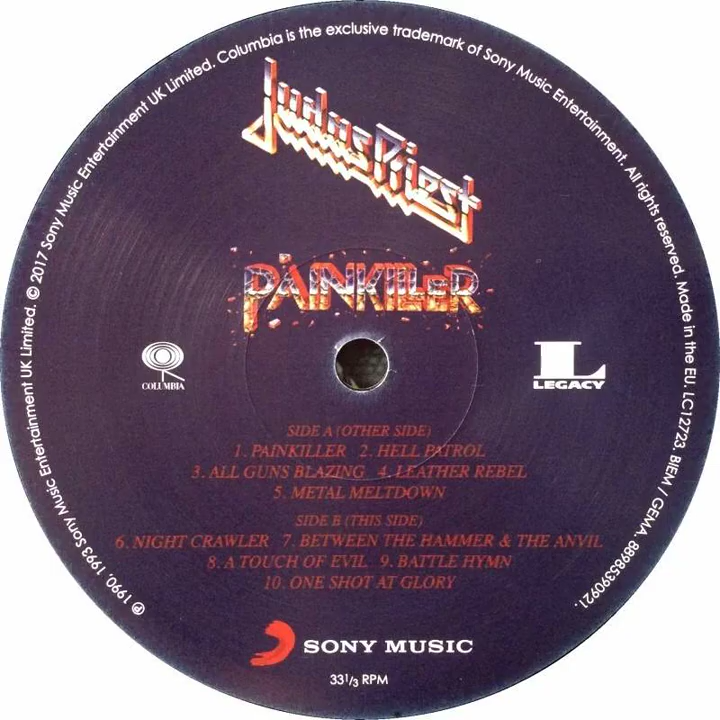 ℗ 1990, 1993 Sony Music Entertainment UK Limited. © 2017 Sony Music Entertainment UK Limited. Columbia is the exclusive trademark of Sony Music Entertainment. All rights reserved. Made in the EU. LC12723. BIEM / GEMA. 88985390921.
Judas Priest
PAINKILLER
COLUMBIA
L
LEGACY
SIDE A (OTHER SIDE)
1. PAINKILLER 2. HELL PATROL
3. ALL GUNS BLAZING 4. LEATHER REBEL
5. METAL MELTDOWN
SIDE B (THIS SIDE)
6. NIGHT CRAWLER 7. BETWEEN THE HAMMER & THE ANVIL
8. A TOUCH OF EVIL 9. BATTLE HYMN
10. ONE SHOT AT GLORY
SONY MUSIC
33 1/3 RPM